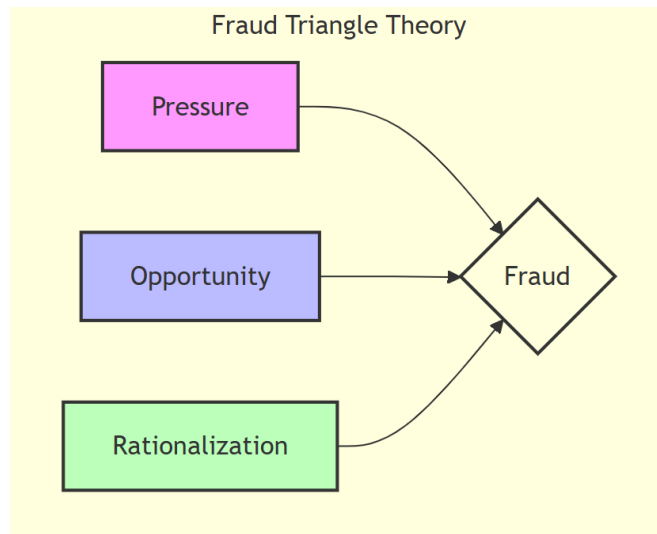 Fraud Triangle Theory
Pressure
Opportunity
Fraud
Rationalization